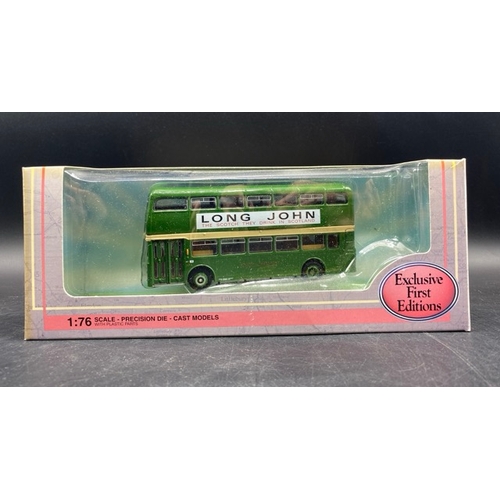 LONG JOHN
THE SCOTCH THEY DRINK IN SCOTLAND
Exclusive
First
Editions
1:76 SCALE - PRECISION DIE - CAST MODELS
WITH PLASTIC PARTS